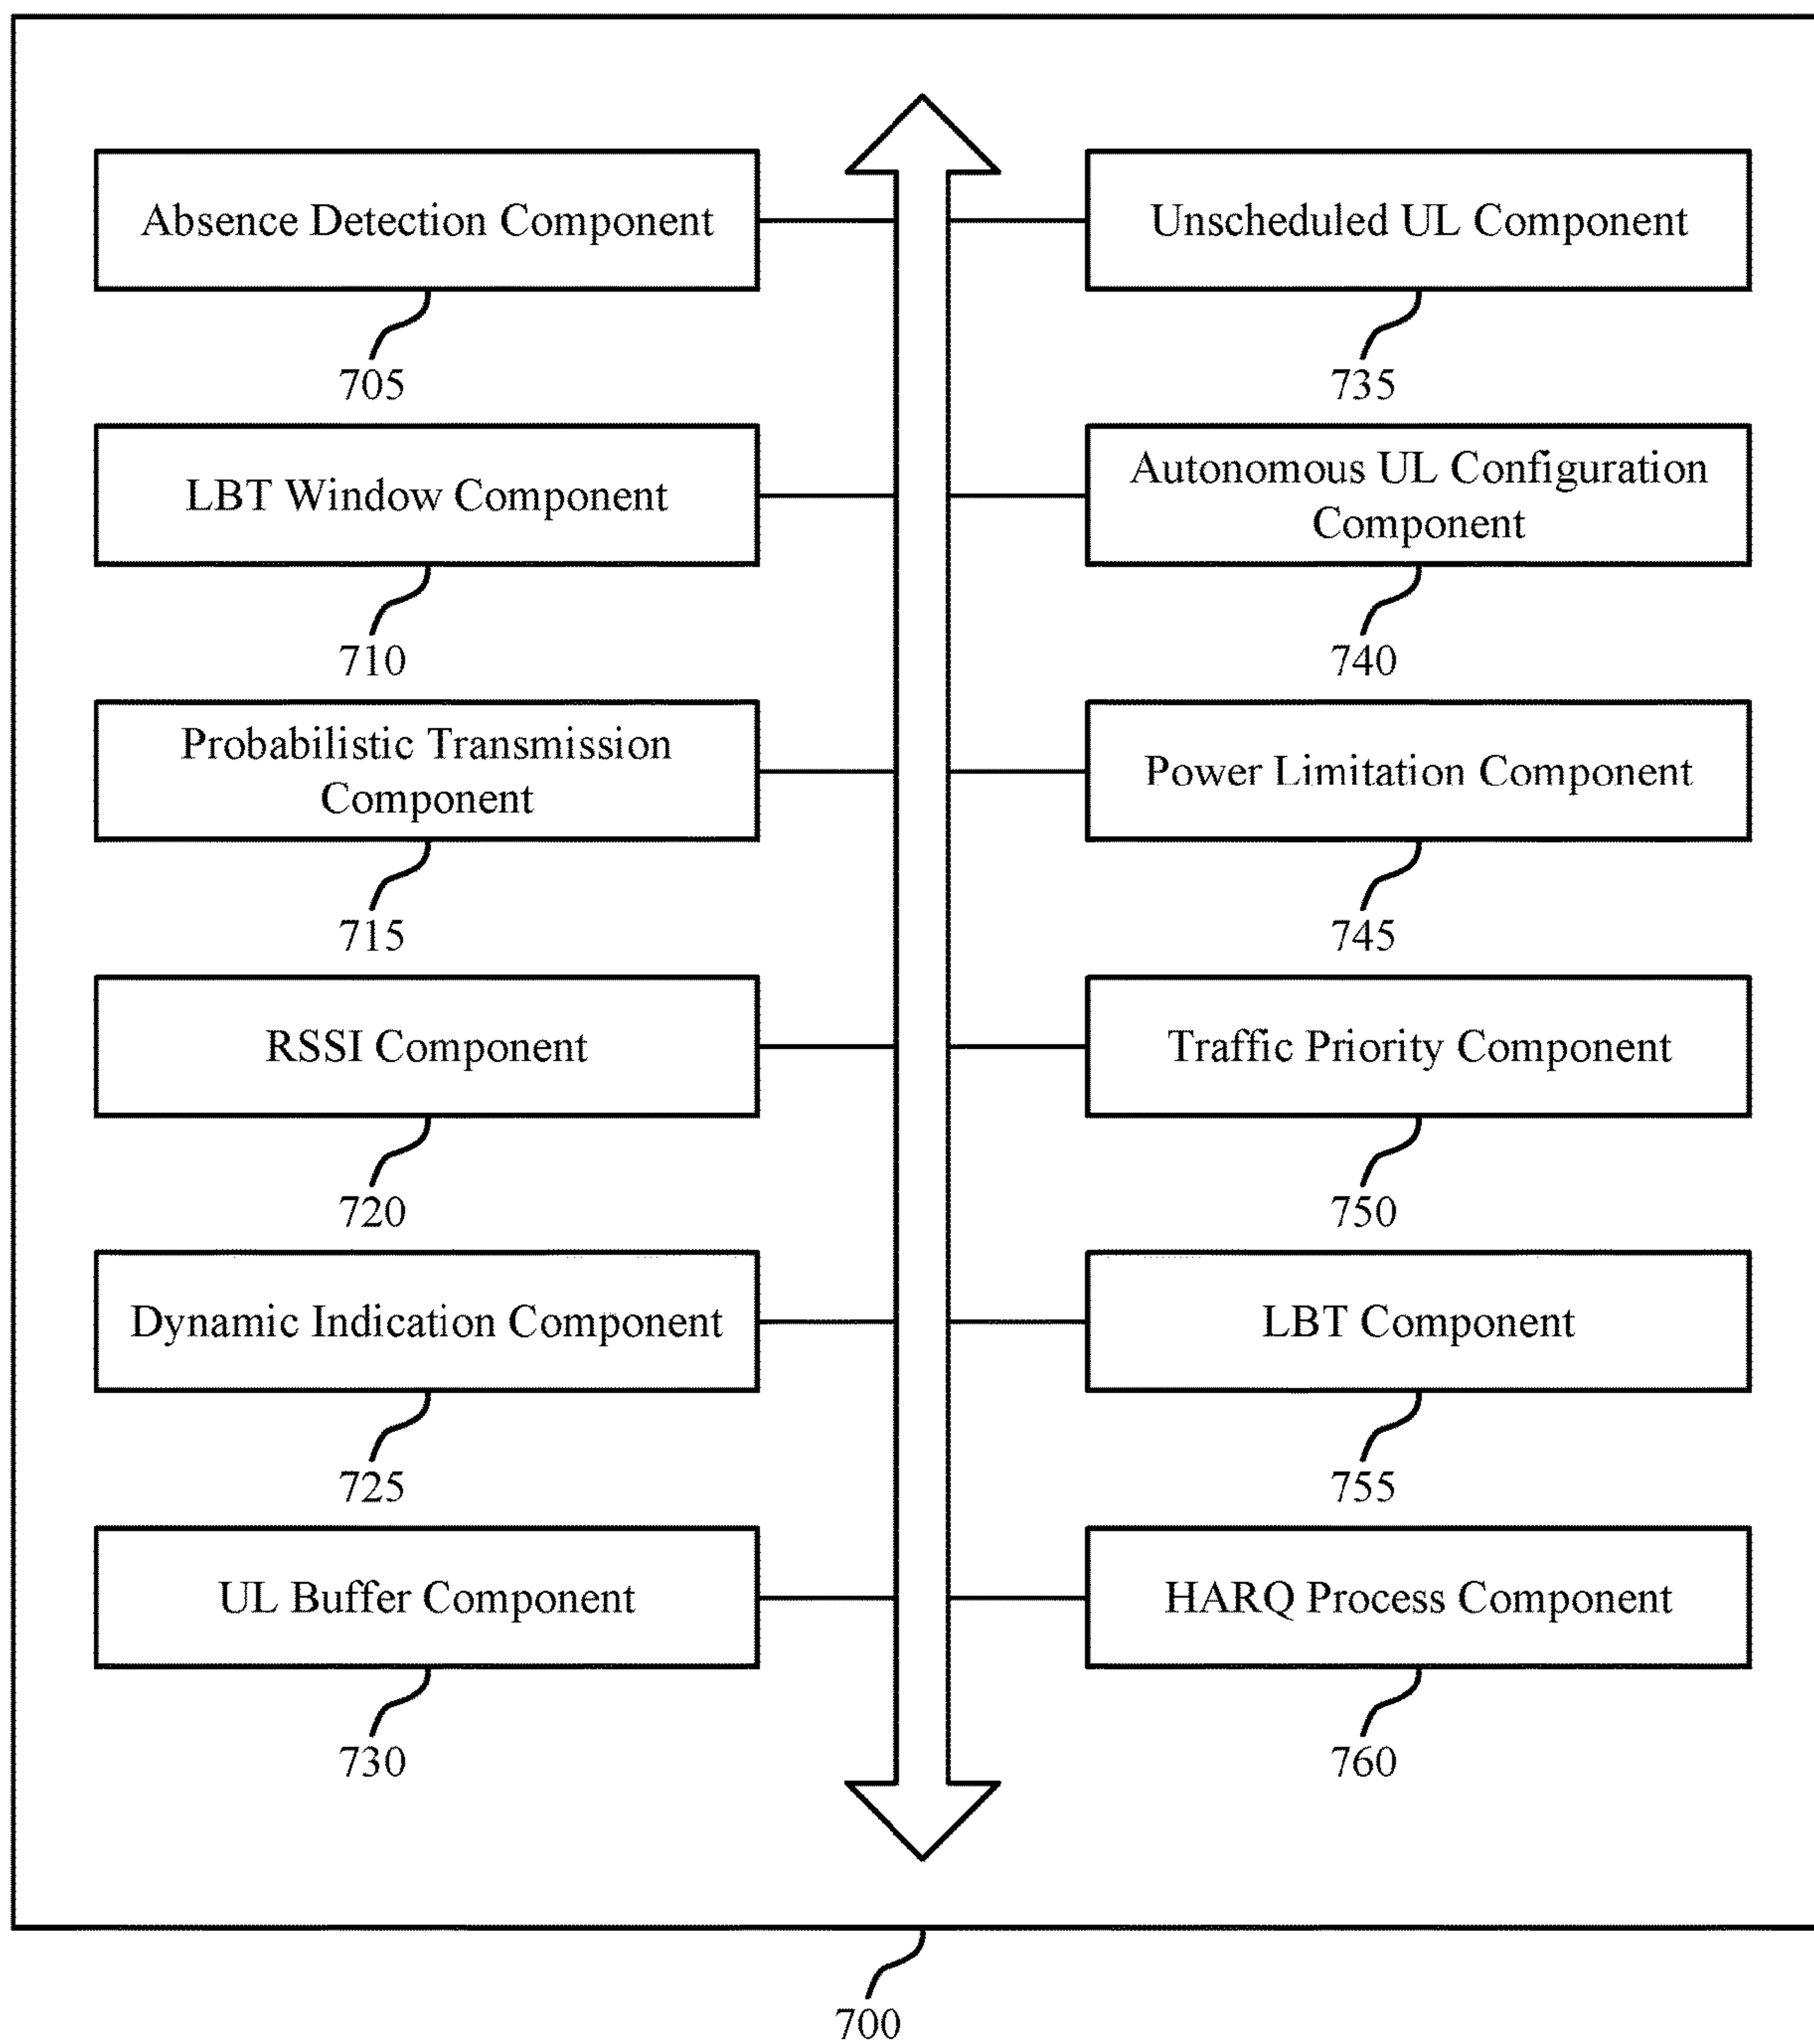 Absence Detection Component
705
LBT Window Component
710
Probabilistic Transmission
Component
715
RSSI Component
720
Dynamic Indication Component
725
UL Buffer Component
730
Unscheduled UL Component
735
Autonomous UL Configuration
Component
740
Power Limitation Component
745
Traffic Priority Component
750
LBT Component
755
HARQ Process Component
760
700